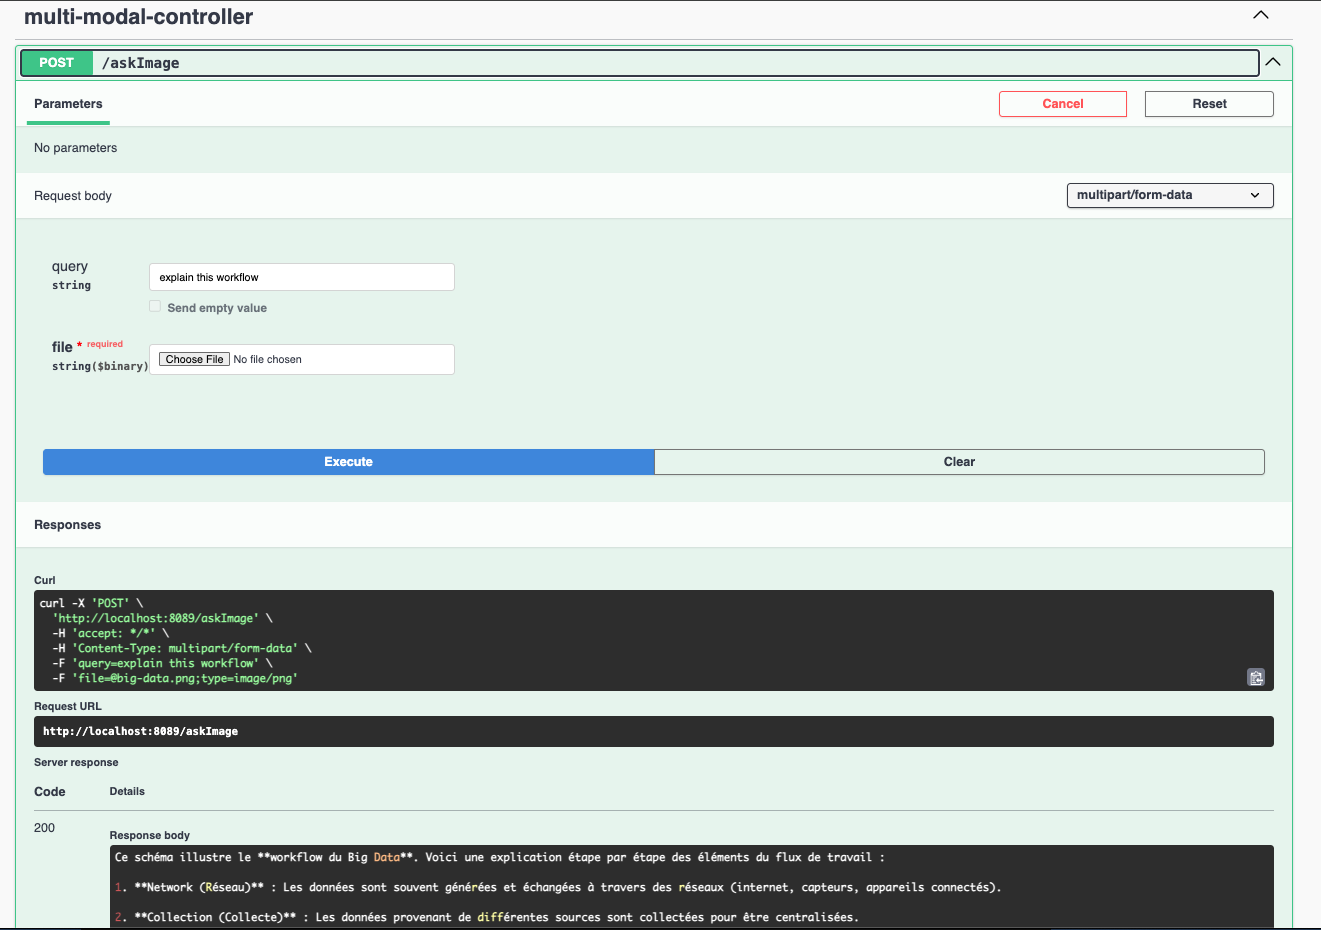 multi-modal-controller
POST /askImage
Parameters
Cancel
Reset
No parameters
Request body
multipart/form-data
query
string
explain this workflow
Send empty value
file * required
string($binary)
Choose File No file chosen
Execute
Clear
Responses
Curl
curl -X 'POST' \
'http://localhost:8089/askImage' \
-H 'accept: */*' \
-H 'Content-Type: multipart/form-data' \
-F 'query=explain this workflow' \
-F 'file=@big-data.png;type=image/png'
Request URL
http://localhost:8089/askImage
Server response
Code Details
200
Response body
Ce schéma illustre le **workflow du Big Data**. Voici une explication étape par étape des éléments du flux de travail :
1. **Network (Réseau)** : Les données sont souvent générées et échangées à travers des réseaux (internet, capteurs, appareils connectés).
2. **Collection (Collecte)** : Les données provenant de différentes sources sont collectées pour être centralisées.